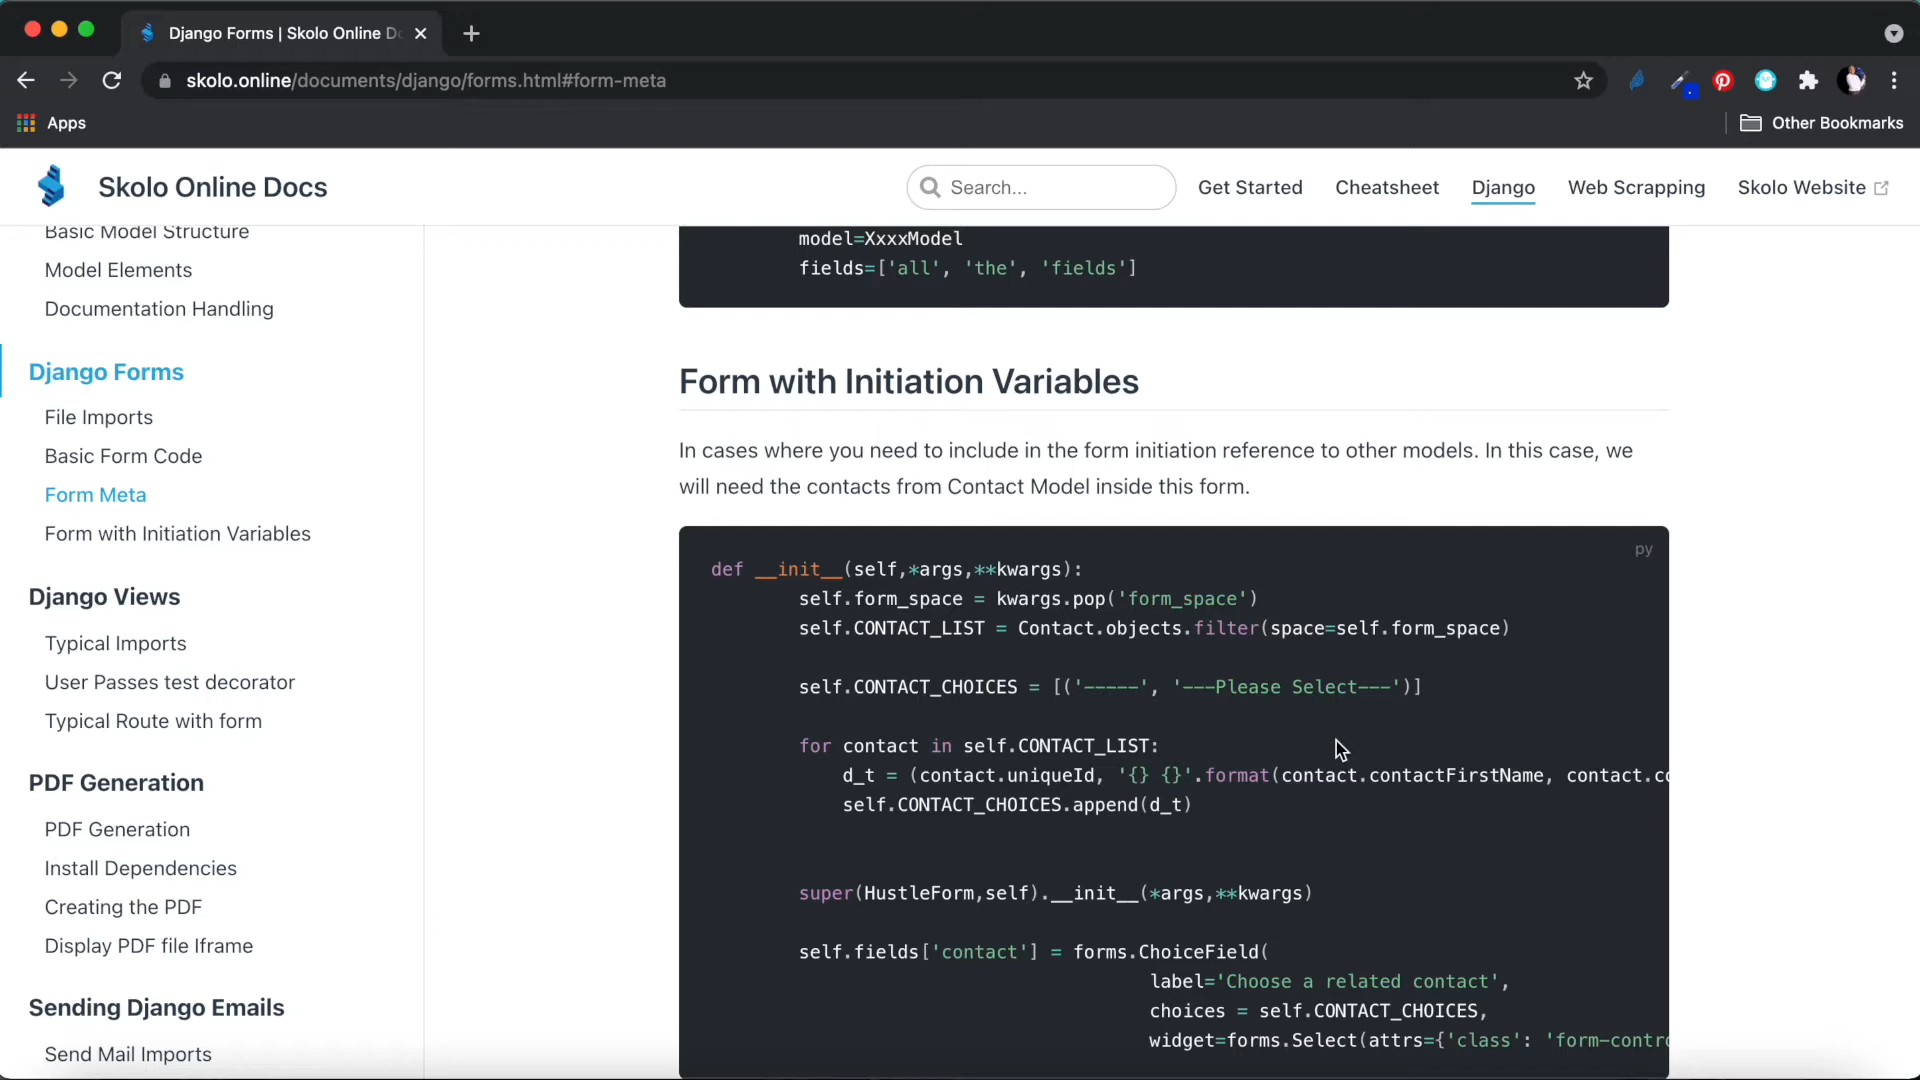 Django Forms | Skolo Online Do
skolo.online/documents/django/forms.html#form-meta
Apps
Other Bookmarks
Skolo Online Docs
Search...
Get Started
Cheatsheet
Django
Web Scrapping
Skolo Website
Basic Model Structure
Model Elements
Documentation Handling
Django Forms
File Imports
Basic Form Code
Form Meta
Form with Initiation Variables
Django Views
Typical Imports
User Passes test decorator
Typical Route with form
PDF Generation
PDF Generation
Install Dependencies
Creating the PDF
Display PDF file Iframe
Sending Django Emails
Send Mail Imports
model=XxxxModel
fields=['all', 'the', 'fields']
Form with Initiation Variables
In cases where you need to include in the form initiation reference to other models. In this case, we
will need the contacts from Contact Model inside this form.
py
def __init__(self,*args,**kwargs):
self.form_space = kwargs.pop('form_space')
self.CONTACT_LIST = Contact.objects.filter(space=self.form_space)
self.CONTACT_CHOICES = [('-----', '---Please Select---')]
for contact in self.CONTACT_LIST:
d_t = (contact.uniqueId, '{} {}'.format(contact.contactFirstName, contact.co
self.CONTACT_CHOICES.append(d_t)
super(HustleForm,self).__init__(*args,**kwargs)
self.fields['contact'] = forms.ChoiceField(
label='Choose a related contact',
choices = self.CONTACT_CHOICES,
widget=forms.Select(attrs={'class': 'form-contro